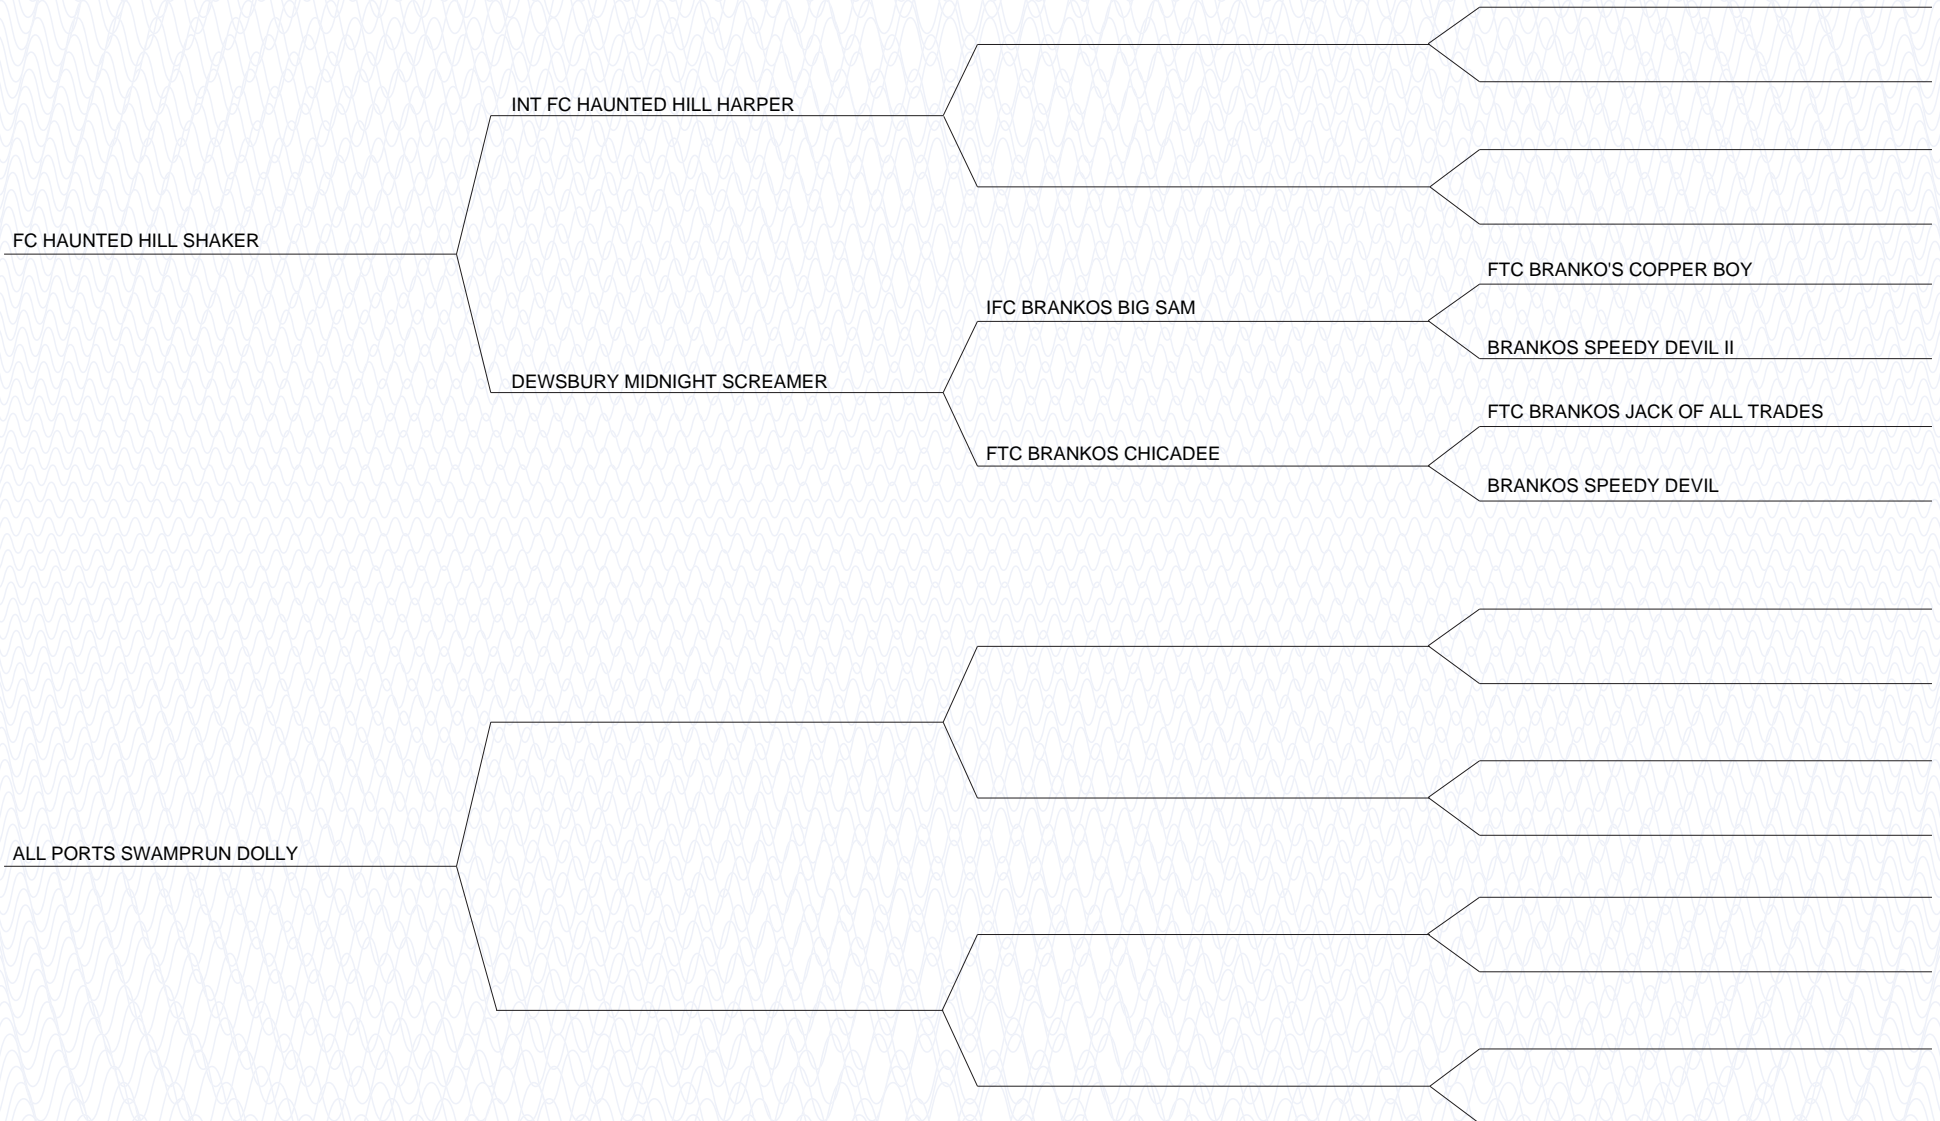 INT FC HAUNTED HILL HARPER
FC HAUNTED HILL SHAKER
FTC BRANKO'S COPPER BOY
IFC BRANKOS BIG SAM
BRANKOS SPEEDY DEVIL II
DEWSBURY MIDNIGHT SCREAMER
FTC BRANKOS JACK OF ALL TRADES
FTC BRANKOS CHICADEE
BRANKOS SPEEDY DEVIL
ALL PORTS SWAMPRUN DOLLY